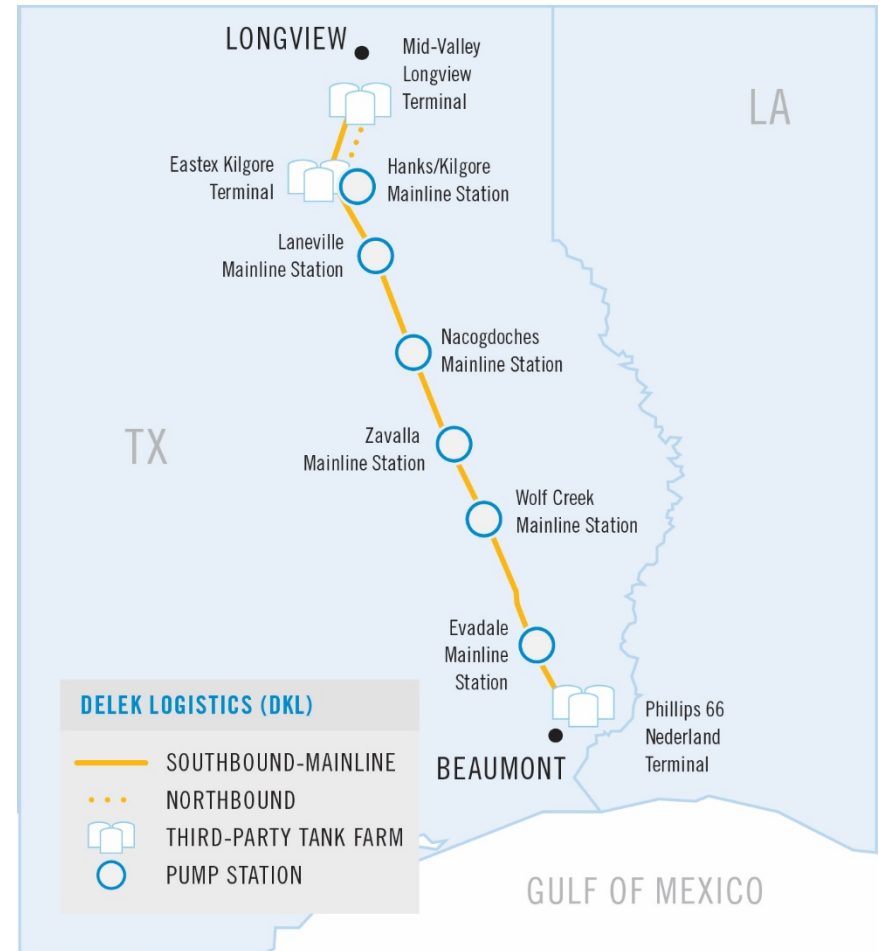 LONGVIEW
Mid-Valley
Longview
Terminal
LA
Eastex Kilgore
Terminal
Hanks/Kilgore
Mainline Station
Laneville
Mainline Station
Nacogdoches
Mainline Station
TX
Zavalla
Mainline Station
Wolf Creek
Mainline Station
Evadale
Mainline
Station
Phillips 66
Nederland
Terminal
BEAUMONT
DELEK LOGISTICS (DKL)
SOUTHBOUND-MAINLINE
NORTHBOUND
THIRD-PARTY TANK FARM
PUMP STATION
GULF OF MEXICO